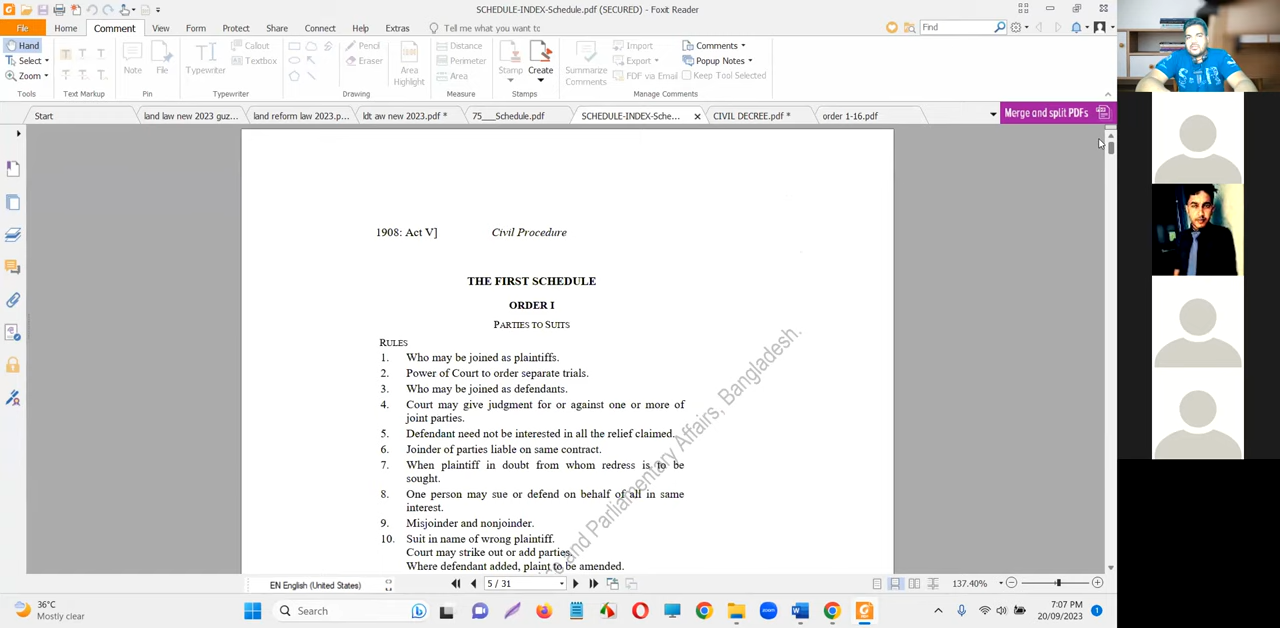 SCHEDULE-INDEX-Schedule.pdf (SECURED) - Foxit Reader
File Home Comment View Form Protect Share Connect Help Extras Tell me what you want to Find
Hand
Select
Zoom
Tools
Text Markup
Note File
Pin
Typewriter
Callout
Textbox
Typewriter
Pencil
Eraser
Drawing
Area
Highlight
Distance
Perimeter
Area
Measure
Stamp Create
Stamps
Summarize
Comments
Import
Export
FDF via Email
Comments
Popup Notes
Keep Tool Selected
Manage Comments
Start land law new 2023 guz... land reform law 2023.p... ldt aw new 2023.pdf * 75___Schedule.pdf SCHEDULE-INDEX-Sche... CIVIL DECREE.pdf * order 1-16.pdf Merge and split PDFs
1908: Act V] Civil Procedure
THE FIRST SCHEDULE
ORDER I
PARTIES TO SUITS
RULES
1. Who may be joined as plaintiffs.
2. Power of Court to order separate trials.
3. Who may be joined as defendants.
4. Court may give judgment for or against one or more of
joint parties.
5. Defendant need not be interested in all the relief claimed.
6. Joinder of parties liable on same contract.
7. When plaintiff in doubt from whom redress is to be
sought.
8. One person may sue or defend on behalf of all in same
interest.
9. Misjoinder and nonjoinder.
10. Suit in name of wrong plaintiff.
Court may strike out or add parties.
Where defendant added, plaint to be amended.
and Parliamentary Affairs, Bangladesh.
EN English (United States) 5 / 31 137.40%
36°C
Mostly clear
Search
7:07 PM
20/09/2023
1